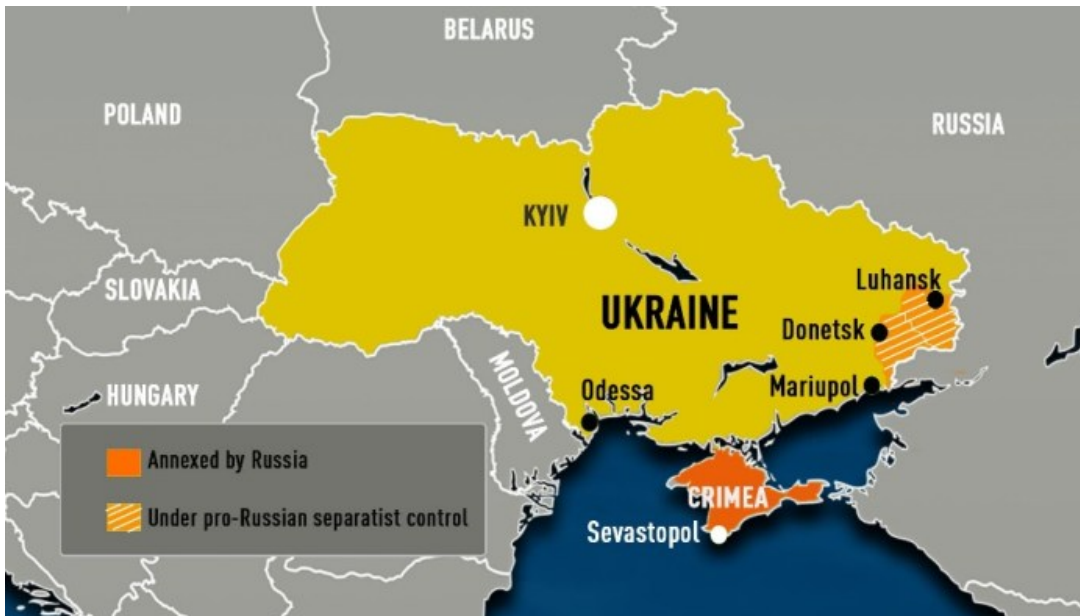 BELARUS
POLAND
RUSSIA
KYIV
SLOVAKIA
Luhansk
UKRAINE
Donetsk
MOLDOVA
HUNGARY
Mariupol
Odessa
Annexed by Russia
CRIMEA
Under pro-Russian separatist control
Sevastopol